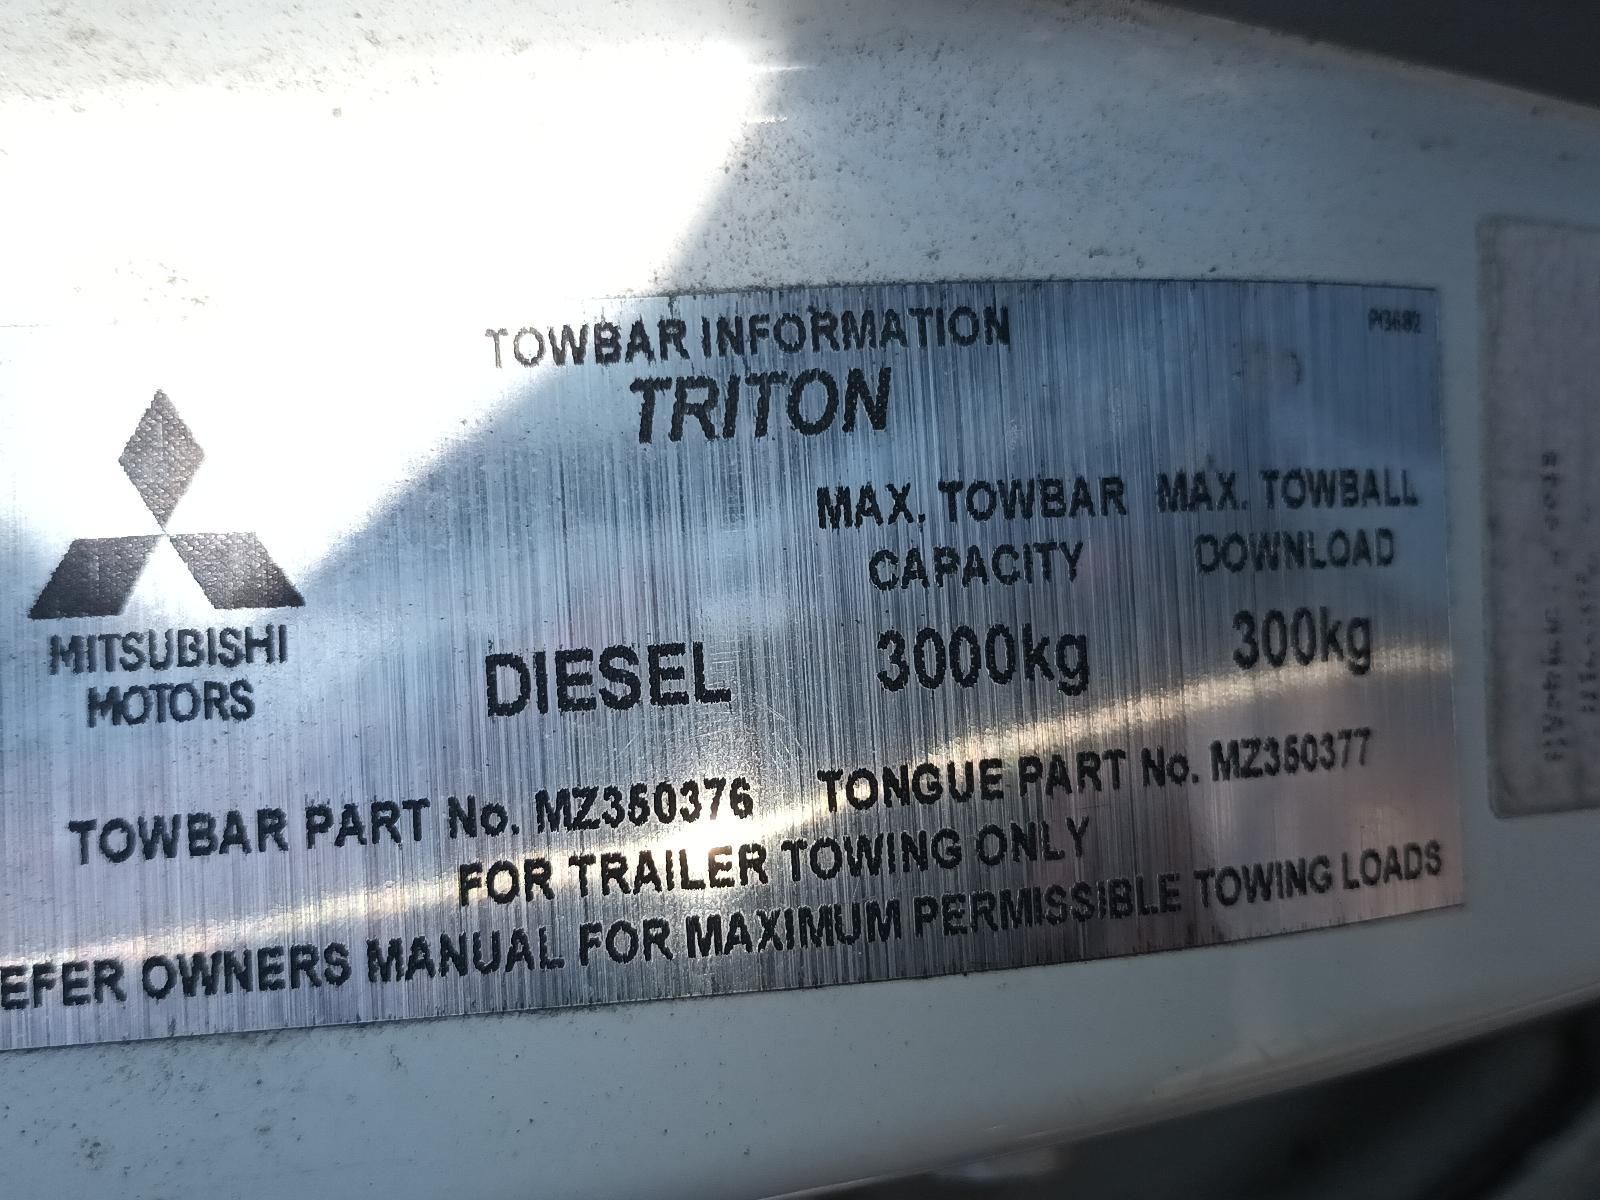 TOWBAR INFORMATION
TRITON
MAX. TOWBAR CAPACITY
MAX. TOWBALL DOWNLOAD
MITSUBISHI
MOTORS
DIESEL 3000kg 300kg
TOWBAR PART No. MZ350376 TONGUE PART No. MZ350377
FOR TRAILER TOWING ONLY
EFER OWNERS MANUAL FOR MAXIMUM PERMISSIBLE TOWING LOADS